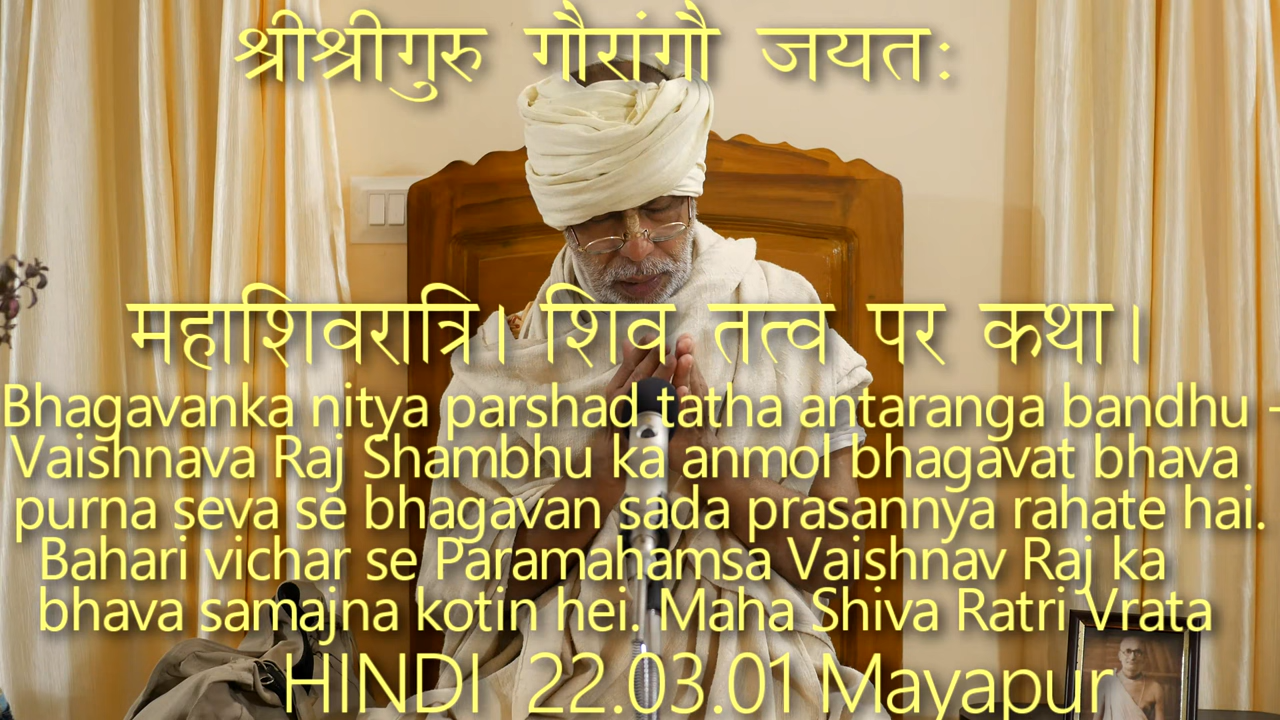 श्रीश्रीगुरु गौरांगौ जयतः
महाशिवरात्रि। शिव तत्व पर कथा।
Bhagavanka nitya parshad tatha antaranga bandhu -
Vaishnava Raj Shambhu ka anmol bhagavat bhava
purna seva se bhagavan sada prasannya rahate hai.
Bahari vichar se Paramahamsa Vaishnav Raj ka
bhava samajna kotin hei. Maha Shiva Ratri Vrata
HINDI 22.03.01 Mayapur